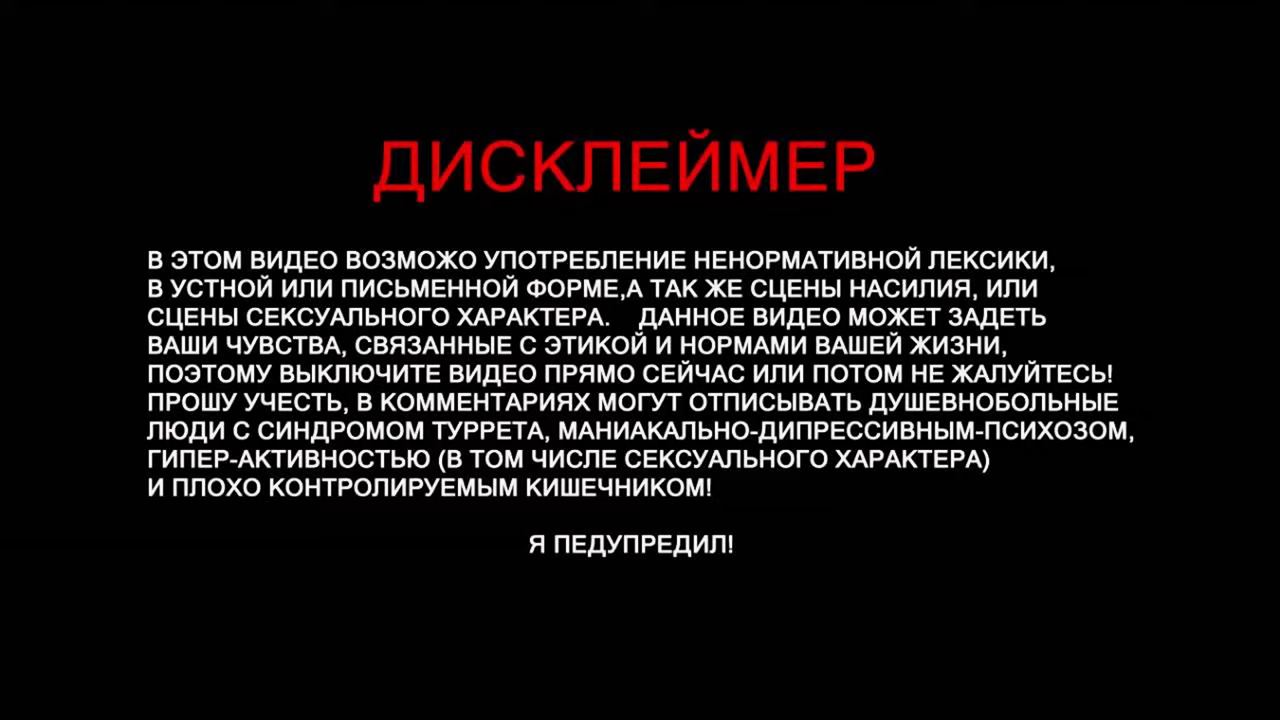 ДИСКЛЕЙМЕР
В ЭТОМ ВИДЕО ВОЗМОЖО УПОТРЕБЛЕНИЕ НЕНОРМАТИВНОЙ ЛЕКСИКИ,
В УСТНОЙ ИЛИ ПИСЬМЕННОЙ ФОРМЕ,А ТАК ЖЕ СЦЕНЫ НАСИЛИЯ, ИЛИ
СЦЕНЫ СЕКСУАЛЬНОГО ХАРАКТЕРА. ДАННОЕ ВИДЕО МОЖЕТ ЗАДЕТЬ
ВАШИ ЧУВСТВА, СВЯЗАННЫЕ С ЭТИКОЙ И НОРМАМИ ВАШЕЙ ЖИЗНИ,
ПОЭТОМУ ВЫКЛЮЧИТЕ ВИДЕО ПРЯМО СЕЙЧАС ИЛИ ПОТОМ НЕ ЖАЛУЙТЕСЬ!
ПРОШУ УЧЕСТЬ, В КОММЕНТАРИЯХ МОГУТ ОТПИСЫВАТЬ ДУШЕВНОБОЛЬНЫЕ
ЛЮДИ С СИНДРОМОМ ТУРРЕТА, МАНИАКАЛЬНО-ДИПРЕССИВНЫМ-ПСИХОЗОМ,
ГИПЕР-АКТИВНОСТЬЮ (В ТОМ ЧИСЛЕ СЕКСУАЛЬНОГО ХАРАКТЕРА)
И ПЛОХО КОНТРОЛИРУЕМЫМ КИШЕЧНИКОМ!
Я ПЕДУПРЕДИЛ!